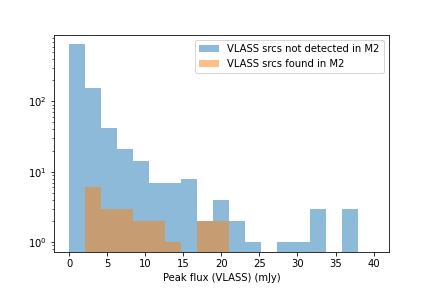 VLASS srcs not detected in M2
VLASS srcs found in M2
10²
10¹
10⁰
0 5 10 15 20 25 30 35 40
Peak flux (VLASS) (mJy)